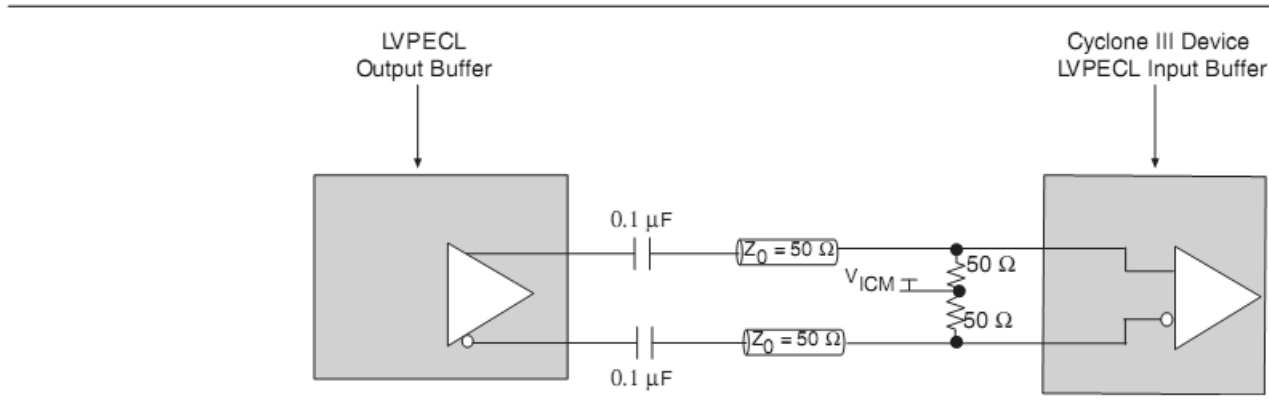 LVPECL
Output Buffer
Cyclone III Device
LVPECL Input Buffer
0.1 µF
Z0 = 50 Ω
50 Ω
VICM
50 Ω
Z0 = 50 Ω
0.1 µF